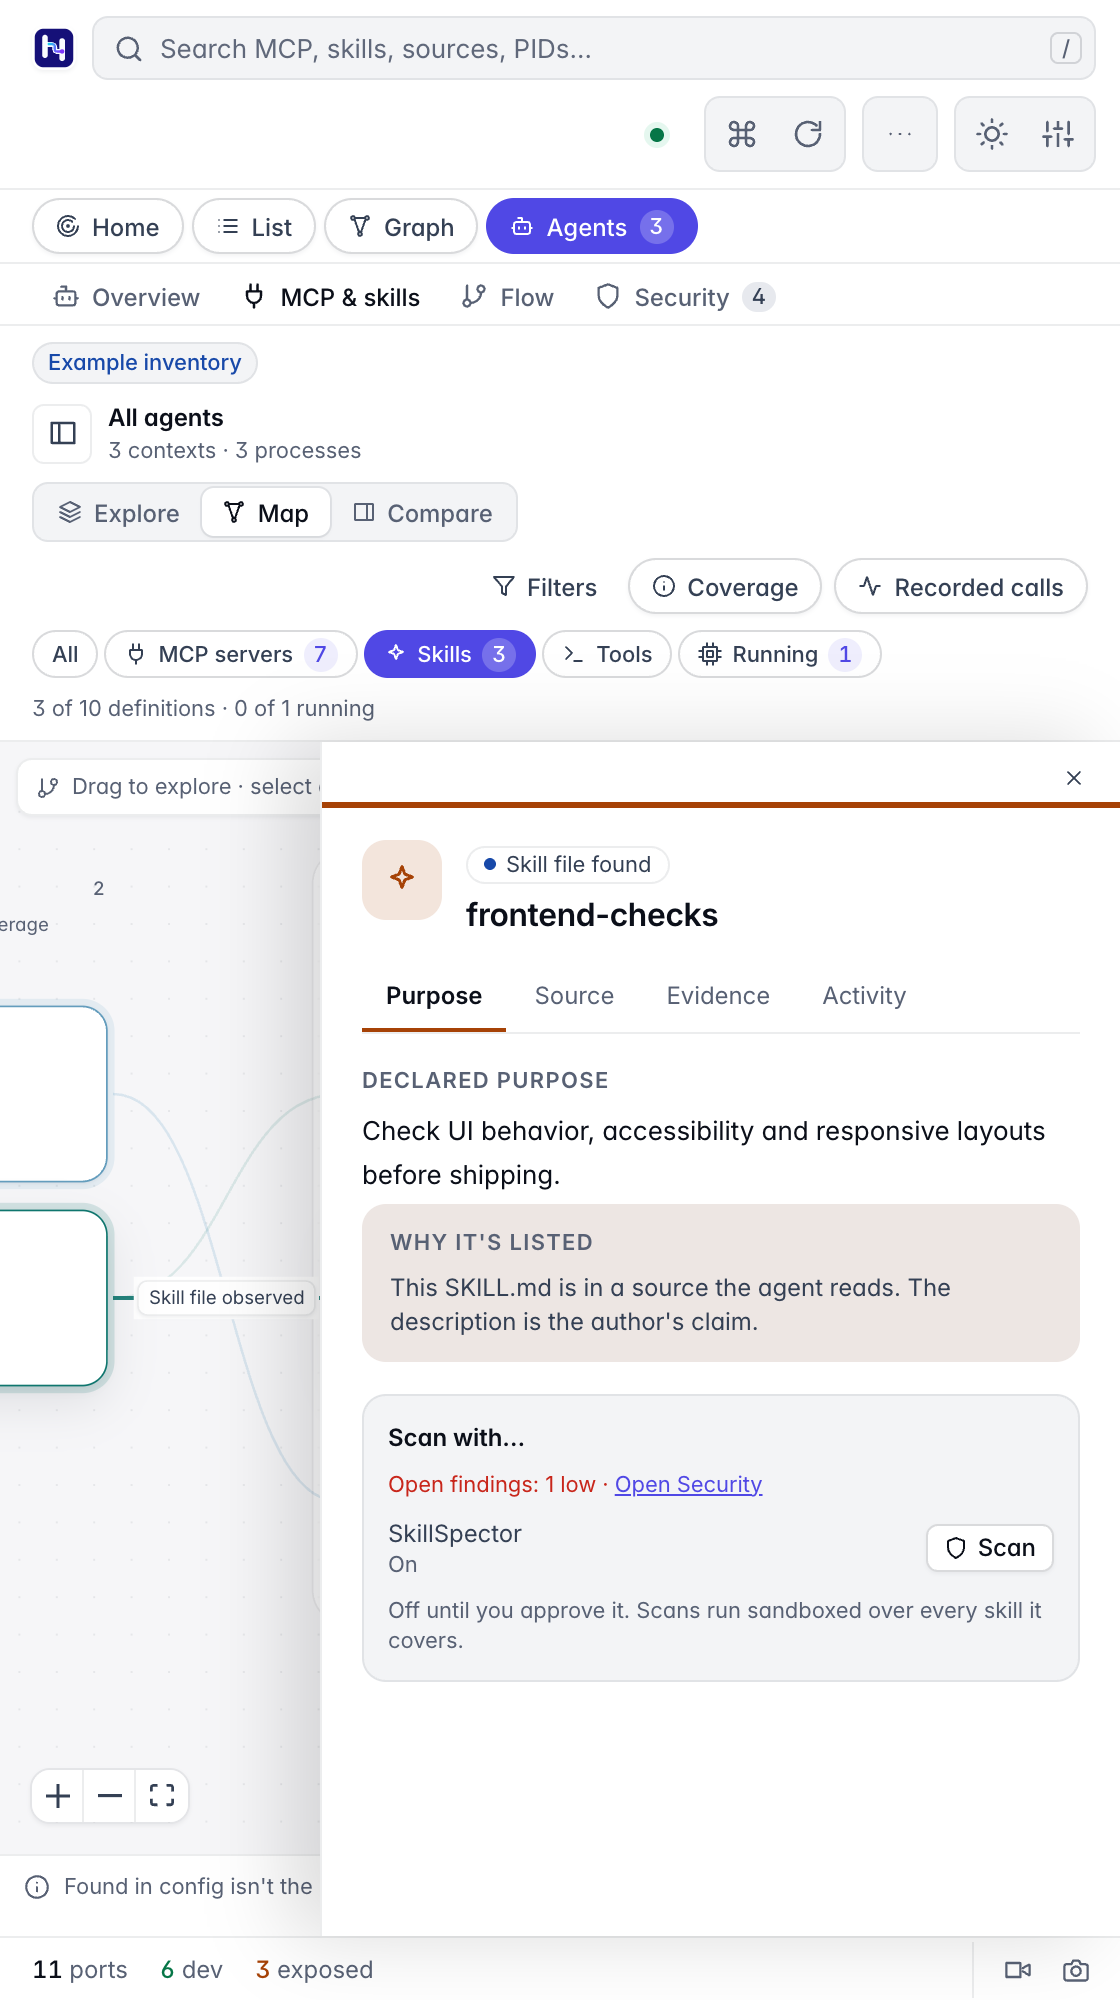 Search MCP, skills, sources, PIDs...
/
Home
List
Graph
Agents 3
Overview
MCP & skills
Flow
Security 4
Example inventory
All agents
3 contexts · 3 processes
Explore
Map
Compare
Filters
Coverage
Recorded calls
All
MCP servers 7
Skills 3
Tools
Running 1
3 of 10 definitions · 0 of 1 running
Drag to explore · select
2
erage
Skill file observed
Skill file found
frontend-checks
Purpose
Source
Evidence
Activity
DECLARED PURPOSE
Check UI behavior, accessibility and responsive layouts
before shipping.
WHY IT'S LISTED
This SKILL.md is in a source the agent reads. The
description is the author's claim.
Scan with...
Open findings: 1 low · Open Security
SkillSpector
On
Scan
Off until you approve it. Scans run sandboxed over every skill it
covers.
Found in config isn't the
11 ports
6 dev
3 exposed